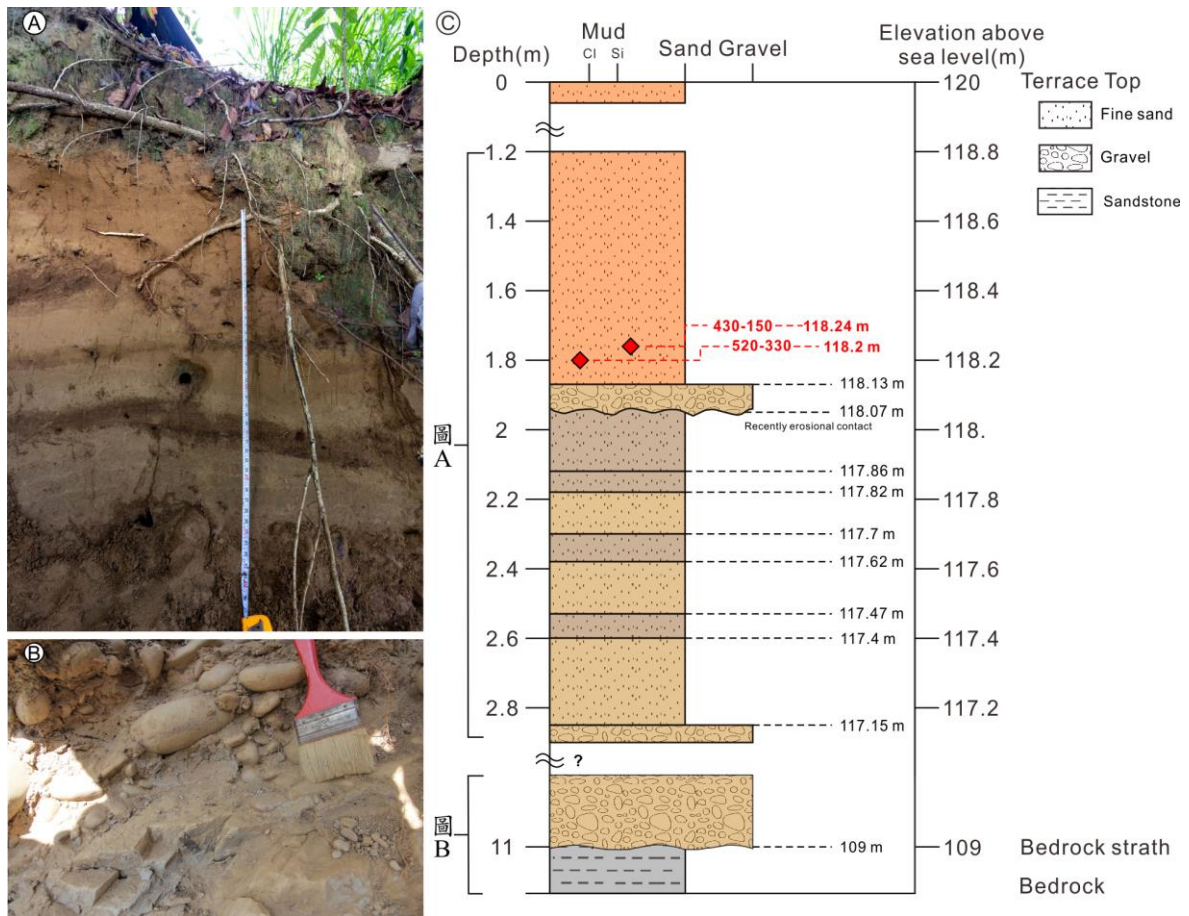 A
B
C
Depth(m)
Mud
Cl Si
Sand Gravel
Elevation above
sea level(m)
0
1.2
1.4
1.6
1.8
2
2.2
2.4
2.6
2.8
11
圖
A
圖
B
?
430-150 118.24 m
520-330 118.2 m
118.13 m
118.07 m
Recently erosional contact
117.86 m
117.82 m
117.7 m
117.62 m
117.47 m
117.4 m
117.15 m
109 m
120
118.8
118.6
118.4
118.2
118.
117.8
117.6
117.4
117.2
109
Terrace Top
Fine sand
Gravel
Sandstone
Bedrock strath
Bedrock